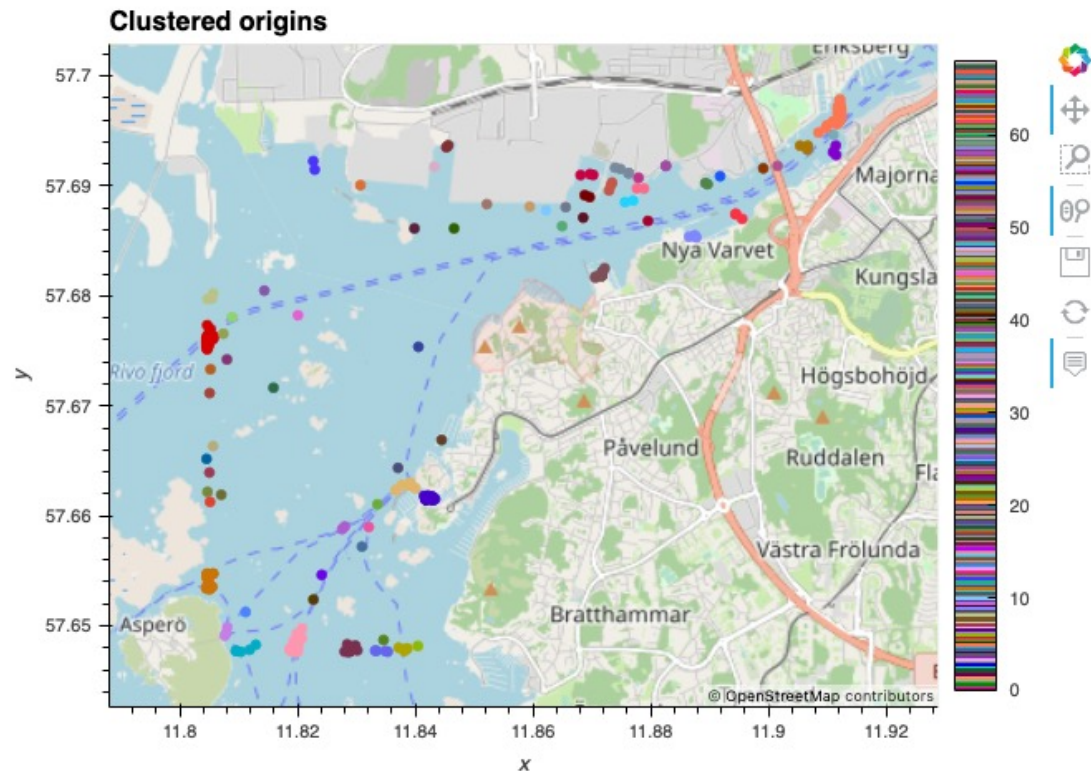 Clustered origins
57.7
57.69
57.68
57.67
57.66
57.65
y
Eriksberg
Majorna
Nya Varvet
Kungsla
Rivö fjord
Högsbohöjd
Påvelund
Ruddalen
Fla
Västra Frölunda
Bratthammar
Asperö
© OpenStreetMap contributors
11.8
11.82
11.84
11.86
11.88
11.9
11.92
x
60
50
40
30
20
10
0